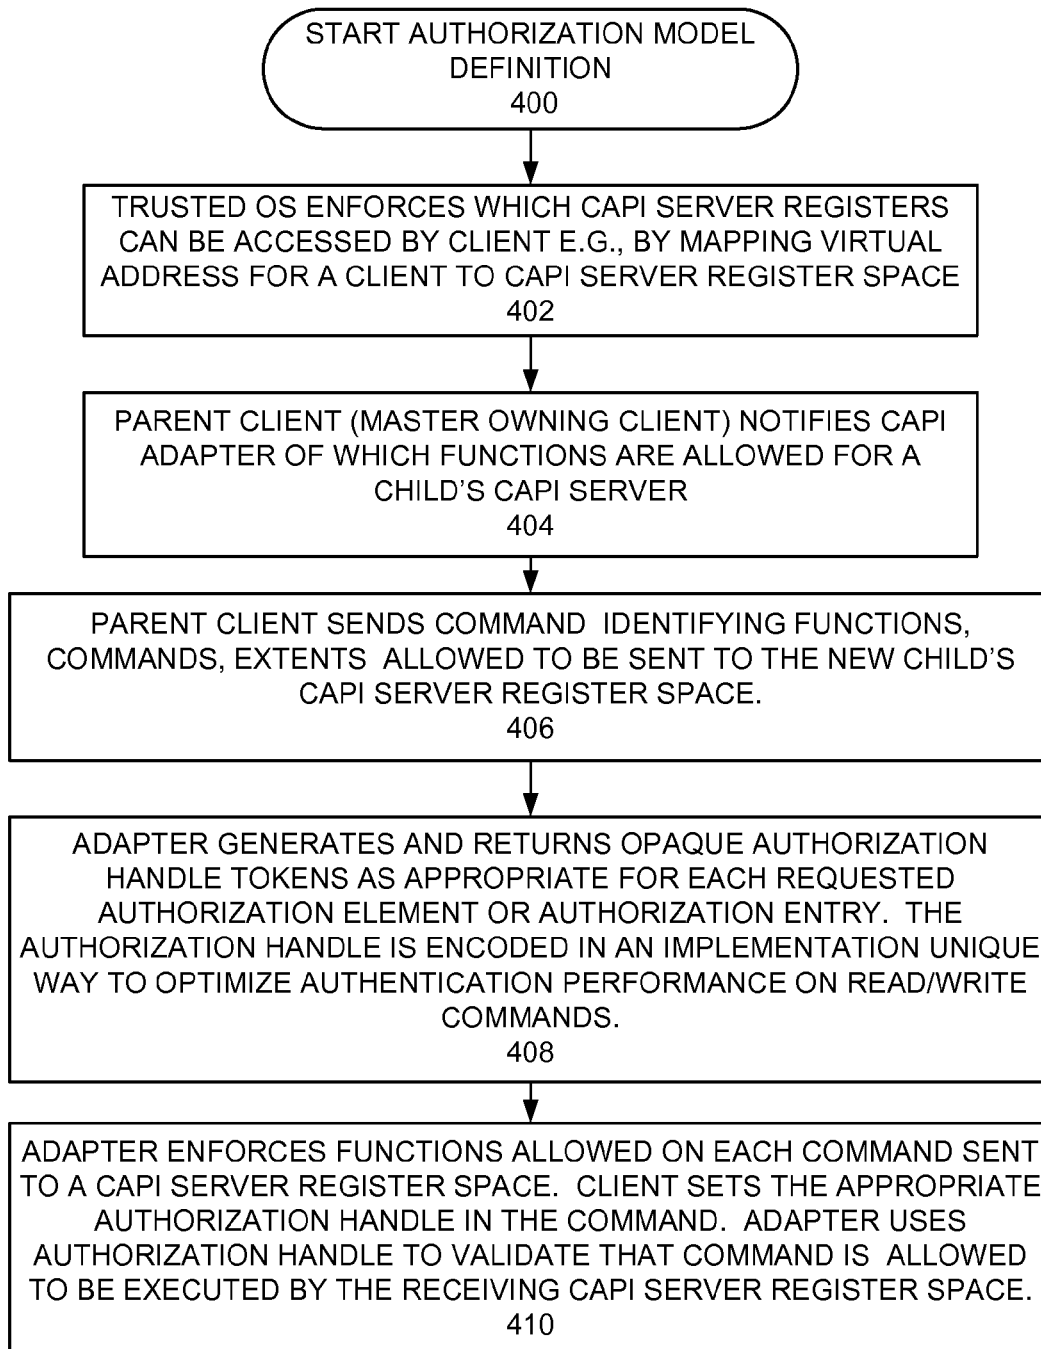 START AUTHORIZATION MODEL
DEFINITION
400
TRUSTED OS ENFORCES WHICH CAPI SERVER REGISTERS
CAN BE ACCESSED BY CLIENT E.G., BY MAPPING VIRTUAL
ADDRESS FOR A CLIENT TO CAPI SERVER REGISTER SPACE
402
PARENT CLIENT (MASTER OWNING CLIENT) NOTIFIES CAPI
ADAPTER OF WHICH FUNCTIONS ARE ALLOWED FOR A
CHILD'S CAPI SERVER
404
PARENT CLIENT SENDS COMMAND IDENTIFYING FUNCTIONS,
COMMANDS, EXTENTS ALLOWED TO BE SENT TO THE NEW CHILD'S
CAPI SERVER REGISTER SPACE.
406
ADAPTER GENERATES AND RETURNS OPAQUE AUTHORIZATION
HANDLE TOKENS AS APPROPRIATE FOR EACH REQUESTED
AUTHORIZATION ELEMENT OR AUTHORIZATION ENTRY. THE
AUTHORIZATION HANDLE IS ENCODED IN AN IMPLEMENTATION UNIQUE
WAY TO OPTIMIZE AUTHENTICATION PERFORMANCE ON READ/WRITE
COMMANDS.
408
ADAPTER ENFORCES FUNCTIONS ALLOWED ON EACH COMMAND SENT
TO A CAPI SERVER REGISTER SPACE. CLIENT SETS THE APPROPRIATE
AUTHORIZATION HANDLE IN THE COMMAND. ADAPTER USES
AUTHORIZATION HANDLE TO VALIDATE THAT COMMAND IS ALLOWED
TO BE EXECUTED BY THE RECEIVING CAPI SERVER REGISTER SPACE.
410